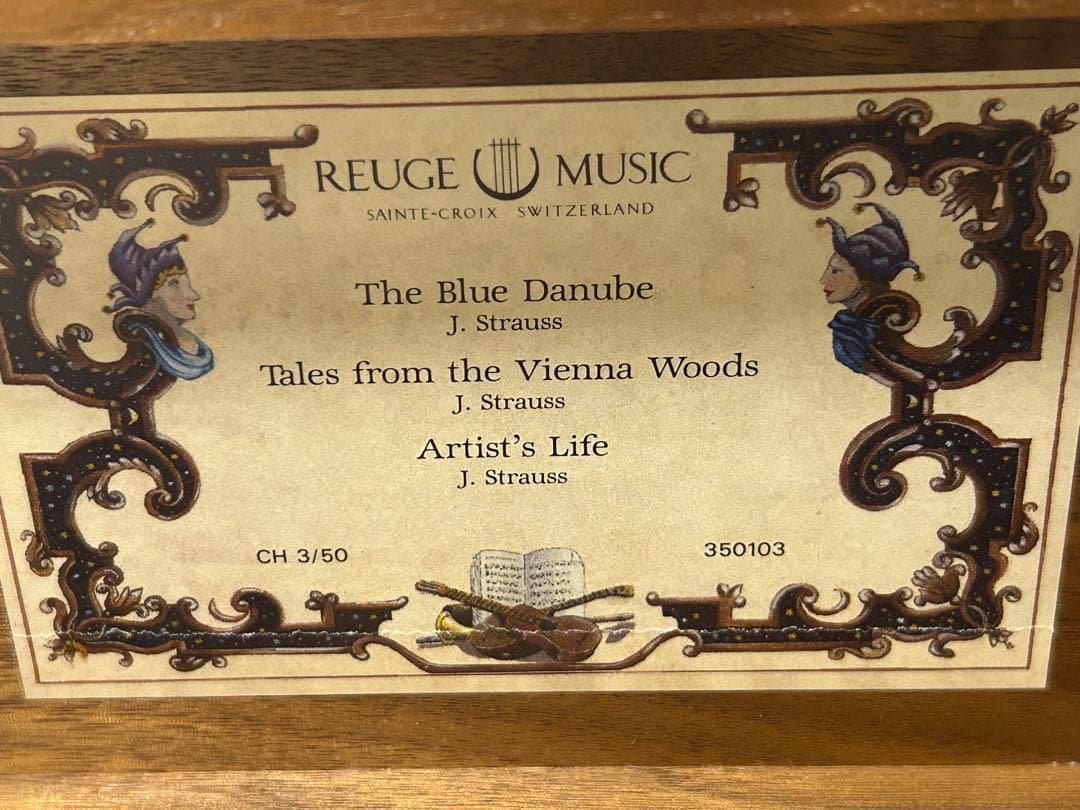 REUGE MUSIC
SAINTE-CROIX SWITZERLAND
The Blue Danube
J. Strauss
Tales from the Vienna Woods
J. Strauss
Artist's Life
J. Strauss
CH 3/50 350103